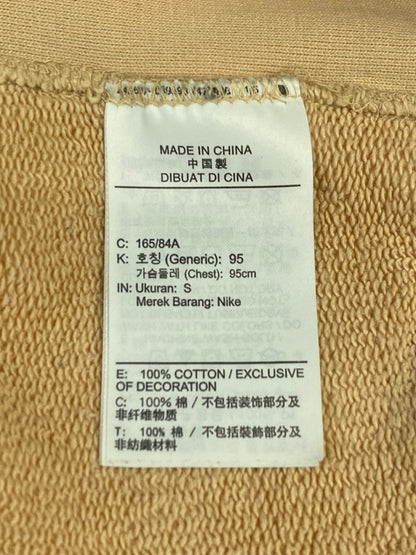 MADE IN CHINA
中国製
DIBUAT DI CINA
C: 165/84A
K: 호칭 (Generic): 95
가슴둘레 (Chest): 95cm
IN: Ukuran: S
Merek Barang: Nike
E: 100% COTTON / EXCLUSIVE
OF DECORATION
C: 100% 棉 / 不包括装饰部分及
非纤维物质
T: 100% 棉 / 不包括裝飾部分及
非紡織材料